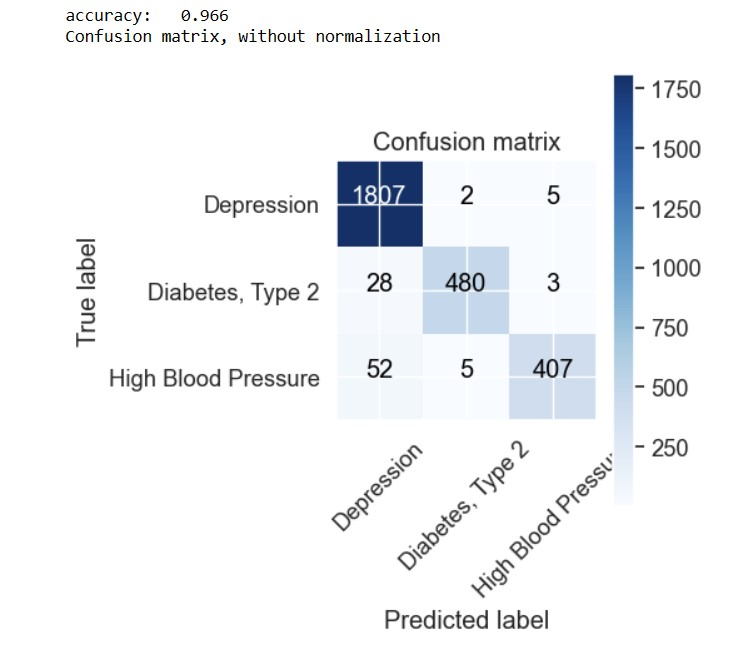 accuracy:   0.966
Confusion matrix, without normalization
Confusion matrix
True label
Depression
Diabetes, Type 2
High Blood Pressure
1807 2 5
28 480 3
52 5 407
Depression
Diabetes, Type 2
High Blood Pressu
Predicted label
1750
1500
1250
1000
750
500
250